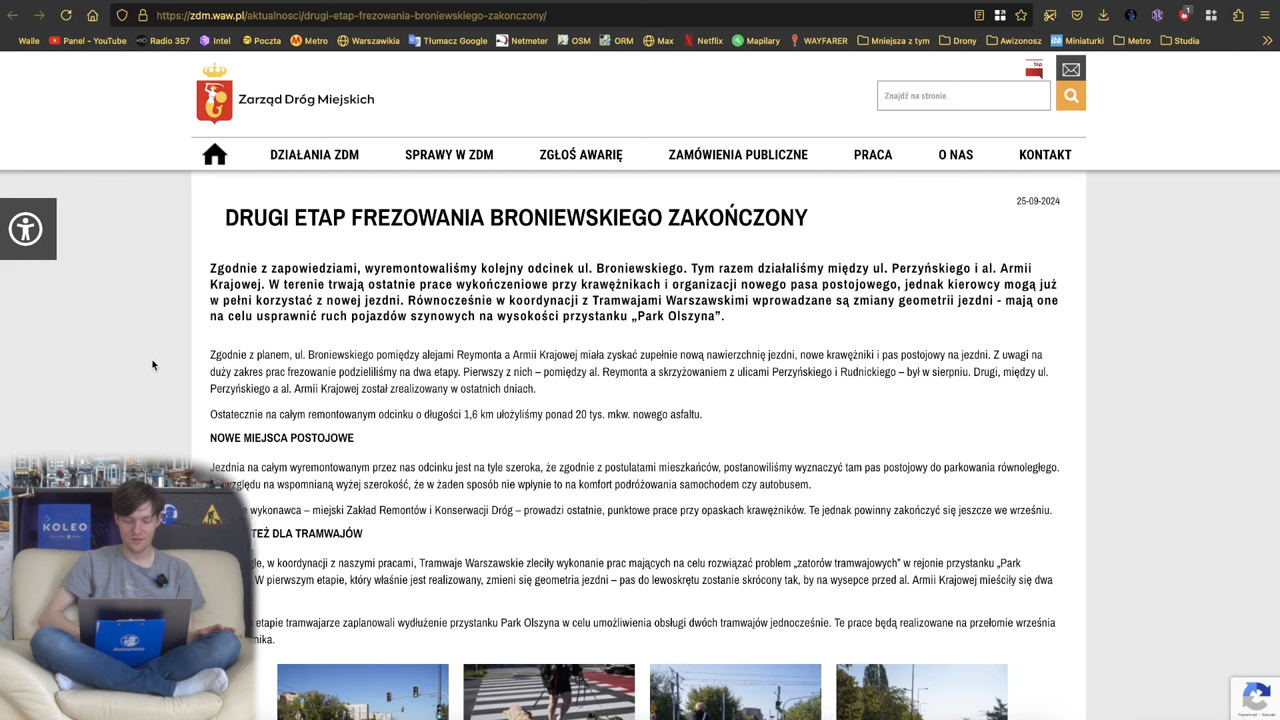 https://zdm.waw.pl/aktualnosci/drugi-etap-frezowania-broniewskiego-zakonczony/
Walle Panel - YouTube Radio 357 Intel Poczta Metro Warszawikia Tłumacz Google Netmeter OSM ORM Max Netflix Mapilary WAYFARER Mniejsza z tym Drony Awizonosz Miniaturki Metro Studia
bip
Zarząd Dróg Miejskich
Znajdź na stronie
DZIAŁANIA ZDM SPRAWY W ZDM ZGŁOŚ AWARIĘ ZAMÓWIENIA PUBLICZNE PRACA O NAS KONTAKT
25-09-2024
DRUGI ETAP FREZOWANIA BRONIEWSKIEGO ZAKOŃCZONY
Zgodnie z zapowiedziami, wyremontowaliśmy kolejny odcinek ul. Broniewskiego. Tym razem działaliśmy między ul. Perzyńskiego i al. Armii
Krajowej. W terenie trwają ostatnie prace wykończeniowe przy krawężnikach i organizacji nowego pasa postojowego, jednak kierowcy mogą już
w pełni korzystać z nowej jezdni. Równocześnie w koordynacji z Tramwajami Warszawskimi wprowadzane są zmiany geometrii jezdni - mają one
na celu usprawnić ruch pojazdów szynowych na wysokości przystanku „Park Olszyna”.
Zgodnie z planem, ul. Broniewskiego pomiędzy alejami Reymonta a Armii Krajowej miała zyskać zupełnie nową nawierzchnię jezdni, nowe krawężniki i pas postojowy na jezdni. Z uwagi na
duży zakres prac frezowanie podzieliliśmy na dwa etapy. Pierwszy z nich – pomiędzy al. Reymonta a skrzyżowaniem z ulicami Perzyńskiego i Rudnickiego – był w sierpniu. Drugi, między ul.
Perzyńskiego a al. Armii Krajowej został zrealizowany w ostatnich dniach.
Ostatecznie na całym remontowanym odcinku o długości 1,6 km ułożyliśmy ponad 20 tys. mkw. nowego asfaltu.
NOWE MIEJSCA POSTOJOWE
Jezdnia na całym wyremontowanym przez nas odcinku jest na tyle szeroka, że zgodnie z postulatami mieszkańców, postanowiliśmy wyznaczyć tam pas postojowy do parkowania równoległego.
względu na wspomnianą wyżej szerokość, że w żaden sposób nie wpłynie to na komfort podróżowania samochodem czy autobusem.
wykonawca – miejski Zakład Remontów i Konserwacji Dróg – prowadzi ostatnie, punktowe prace przy opaskach krawężników. Te jednak powinny zakończyć się jeszcze we wrześniu.
TEŻ DLA TRAMWAJÓW
w koordynacji z naszymi pracami, Tramwaje Warszawskie zleciły wykonanie prac mających na celu rozwiązać problem „zatorów tramwajowych” w rejonie przystanku „Park
W pierwszym etapie, który właśnie jest realizowany, zmieni się geometria jezdni – pas do lewoskrętu zostanie skrócony tak, by na wysepce przed al. Armii Krajowej mieściły się dwa
etapie tramwajarze zaplanowali wydłużenie przystanku Park Olszyna w celu umożliwienia obsługi dwóch tramwajów jednocześnie. Te prace będą realizowane na przełomie września
KOLEO